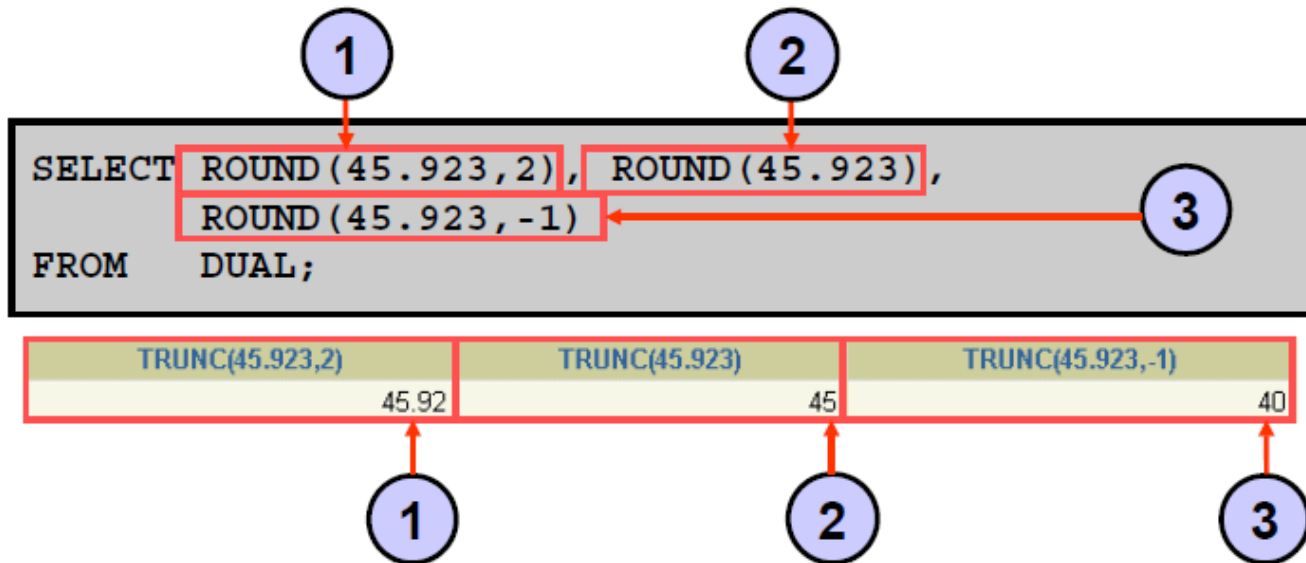 1 2
SELECT ROUND(45.923,2), ROUND(45.923),
ROUND(45.923,-1) 3
FROM DUAL;
TRUNC(45.923,2) TRUNC(45.923) TRUNC(45.923,-1)
45.92 45 40
1 2 3